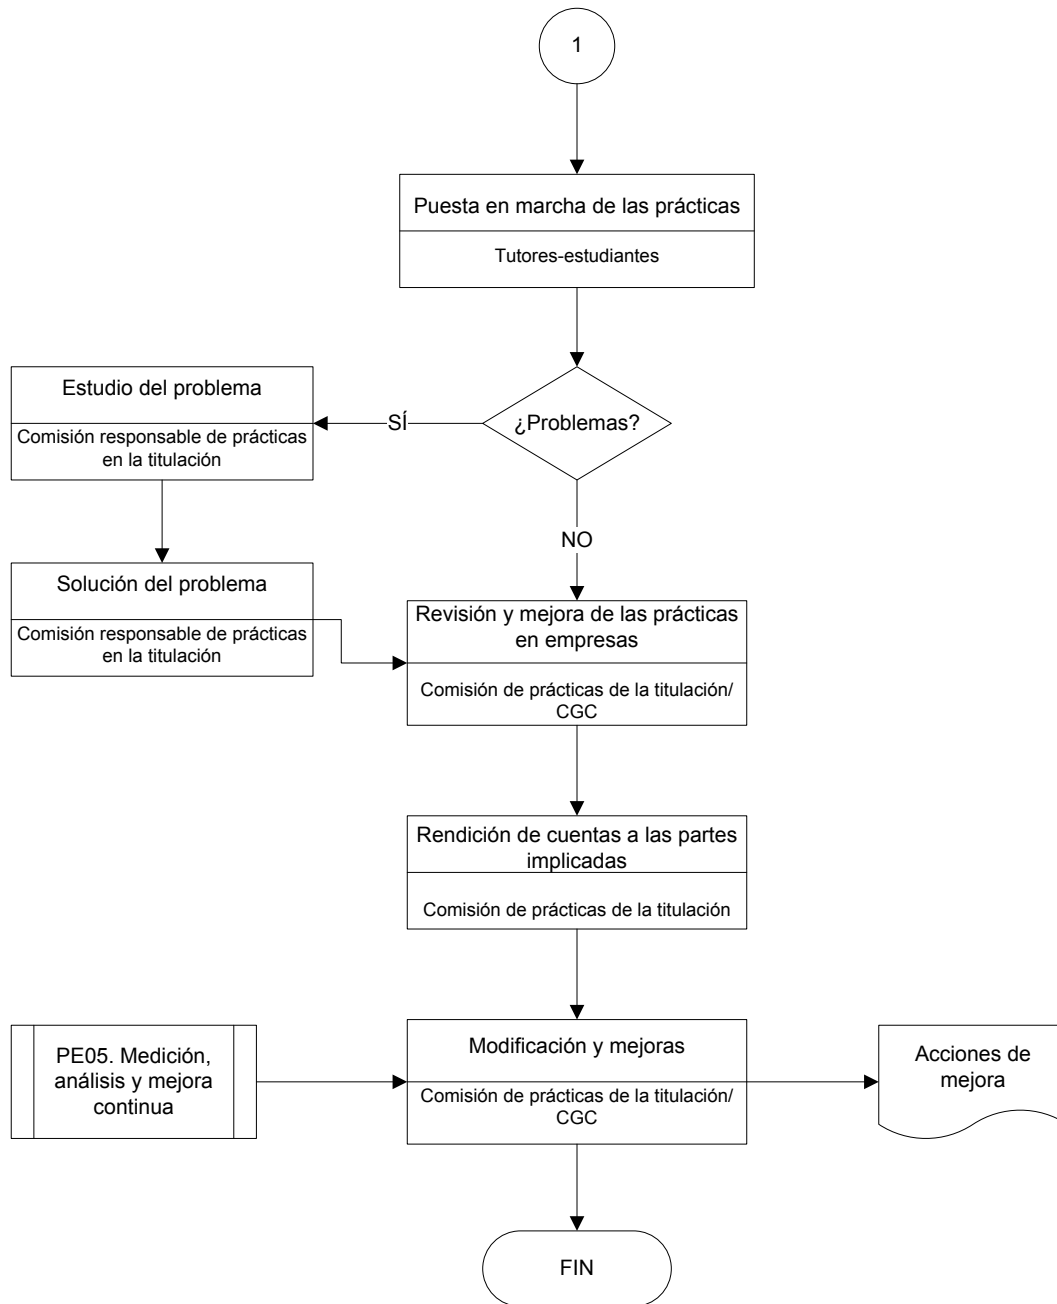 1
Puesta en marcha de las prácticas
Tutores-estudiantes
¿Problemas?
SÍ
Estudio del problema
Comisión responsable de prácticas
en la titulación
Solución del problema
Comisión responsable de prácticas
en la titulación
NO
Revisión y mejora de las prácticas
en empresas
Comisión de prácticas de la titulación/
CGC
Rendición de cuentas a las partes
implicadas
Comisión de prácticas de la titulación
PE05. Medición,
análisis y mejora
continua
Modificación y mejoras
Comisión de prácticas de la titulación/
CGC
Acciones de
mejora
FIN